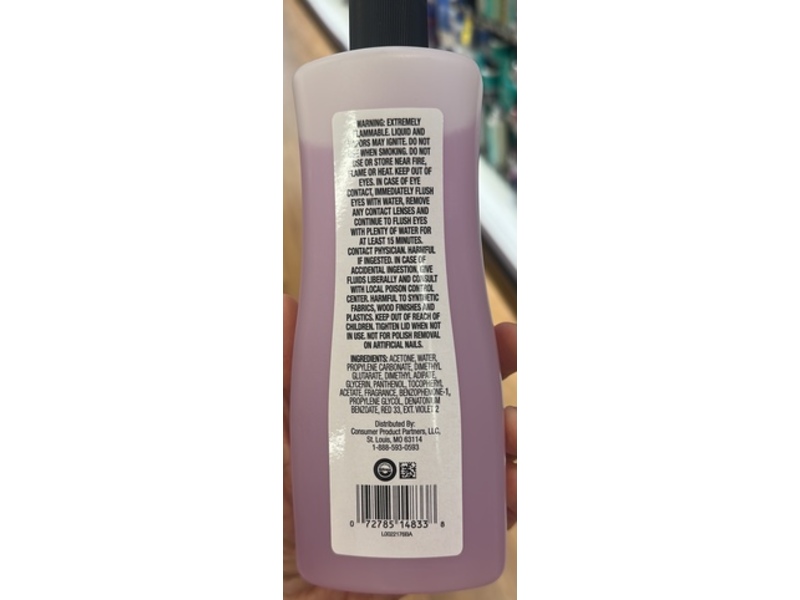 WARNING: EXTREMELY
FLAMMABLE. LIQUID AND
VAPORS MAY IGNITE. DO NOT
USE WHEN SMOKING. DO NOT
USE OR STORE NEAR FIRE,
FLAME OR HEAT. KEEP OUT OF
EYES. IN CASE OF EYE
CONTACT, IMMEDIATELY FLUSH
EYES WITH WATER, REMOVE
ANY CONTACT LENSES AND
CONTINUE TO FLUSH EYES
WITH PLENTY OF WATER FOR
AT LEAST 15 MINUTES.
CONTACT PHYSICIAN. HARMFUL
IF INGESTED. IN CASE OF
ACCIDENTAL INGESTION, GIVE
FLUIDS LIBERALLY AND CONSULT
WITH LOCAL POISON CONTROL
CENTER. HARMFUL TO SYNTHETIC
FABRICS, WOOD FINISHES AND
PLASTICS. KEEP OUT OF REACH OF
CHILDREN. TIGHTEN LID WHEN NOT
IN USE. NOT FOR POLISH REMOVAL
ON ARTIFICIAL NAILS.
INGREDIENTS: ACETONE, WATER,
PROPYLENE CARBONATE, DIMETHYL
GLUTARATE, DIMETHYL ADIPATE,
GLYCERIN, PANTHENOL, TOCOPHERYL
ACETATE, FRAGRANCE, BENZOPHENONE-1,
PROPYLENE GLYCOL, DENATONIUM
BENZOATE, RED 33, EXT. VIOLET 2
Distributed By:
Consumer Product Partners, LLC,
St. Louis, MO 63114
1-888-593-0593
0 72785 14833 8